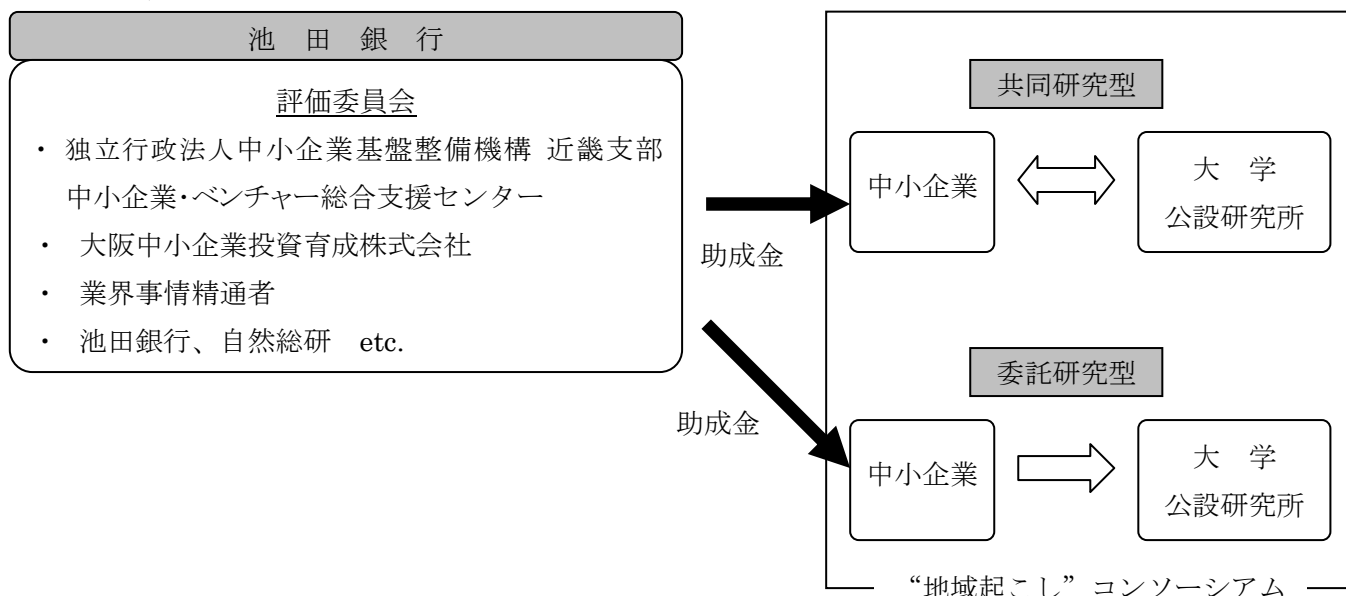 池 田 銀 行
評価委員会
・ 独立行政法人中小企業基盤整備機構 近畿支部
中小企業・ベンチャー総合支援センター
・ 大阪中小企業投資育成株式会社
・ 業界事情精通者
・ 池田銀行、自然総研 etc.
助成金
助成金
共同研究型
中小企業
大 学
公設研究所
委託研究型
中小企業
大 学
公設研究所
“地域起こし”コンソーシアム